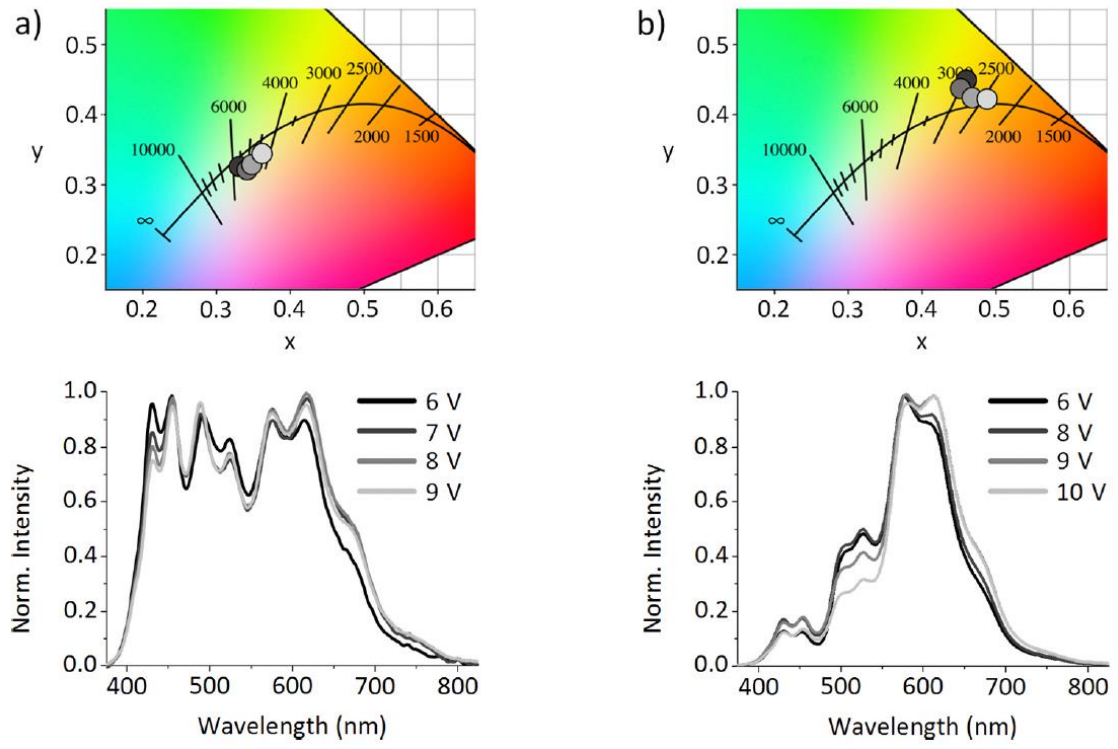 a)
0.5
0.4
0.3
0.2
y
∞
10000
6000
4000
3000
2500
2000
1500
0.2 0.3 0.4 0.5 0.6
x
1.0
0.8
0.6
0.4
0.2
0.0
Norm. Intensity
6 V
7 V
8 V
9 V
400 500 600 700 800
Wavelength (nm)
b)
0.5
0.4
0.3
0.2
y
∞
10000
6000
4000
3000
2500
2000
1500
0.2 0.3 0.4 0.5 0.6
x
1.0
0.8
0.6
0.4
0.2
0.0
Norm. Intensity
6 V
8 V
9 V
10 V
400 500 600 700 800
Wavelength (nm)